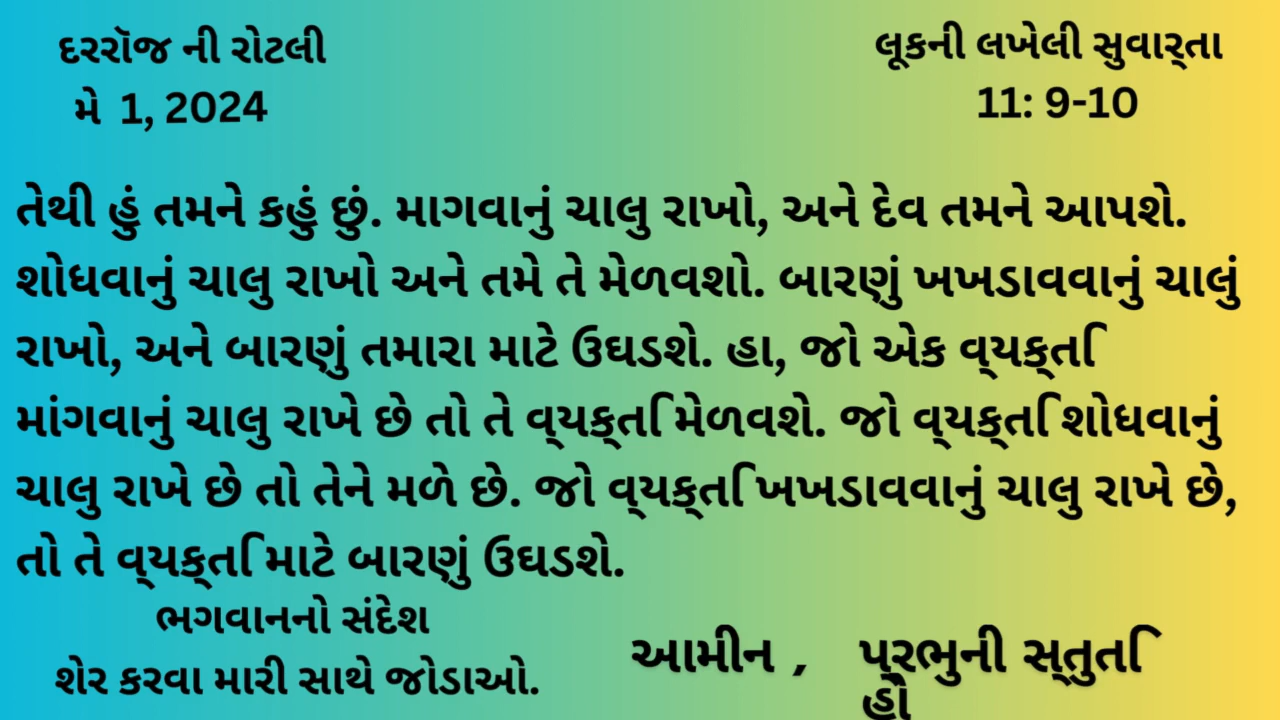 દરરૉજ ની રોટલી
મે 1, 2024
લૂકની લખેલી સુવાર્તા
11: 9-10
તેથી હું તમને કહું છું. માગવાનું ચાલુ રાખો, અને દેવ તમને આપશે.
શોધવાનું ચાલુ રાખો અને તમે તે મેળવશો. બારણું ખખડાવવાનું ચાલું
રાખો, અને બારણું તમારા માટે ઉઘડશે. હા, જો એક વ્યક્તિ
માંગવાનું ચાલુ રાખે છે તો તે વ્યક્તિ મેળવશે. જો વ્યક્તિ શોધવાનું
ચાલુ રાખે છે તો તેને મળે છે. જો વ્યક્તિ ખખડાવવાનું ચાલુ રાખે છે,
તો તે વ્યક્તિ માટે બારણું ઉઘડશે.
ભગવાનનો સંદેશ
શેર કરવા મારી સાથે જોડાઓ.
આમીન , પ્રભુની સ્તુતિ
હો